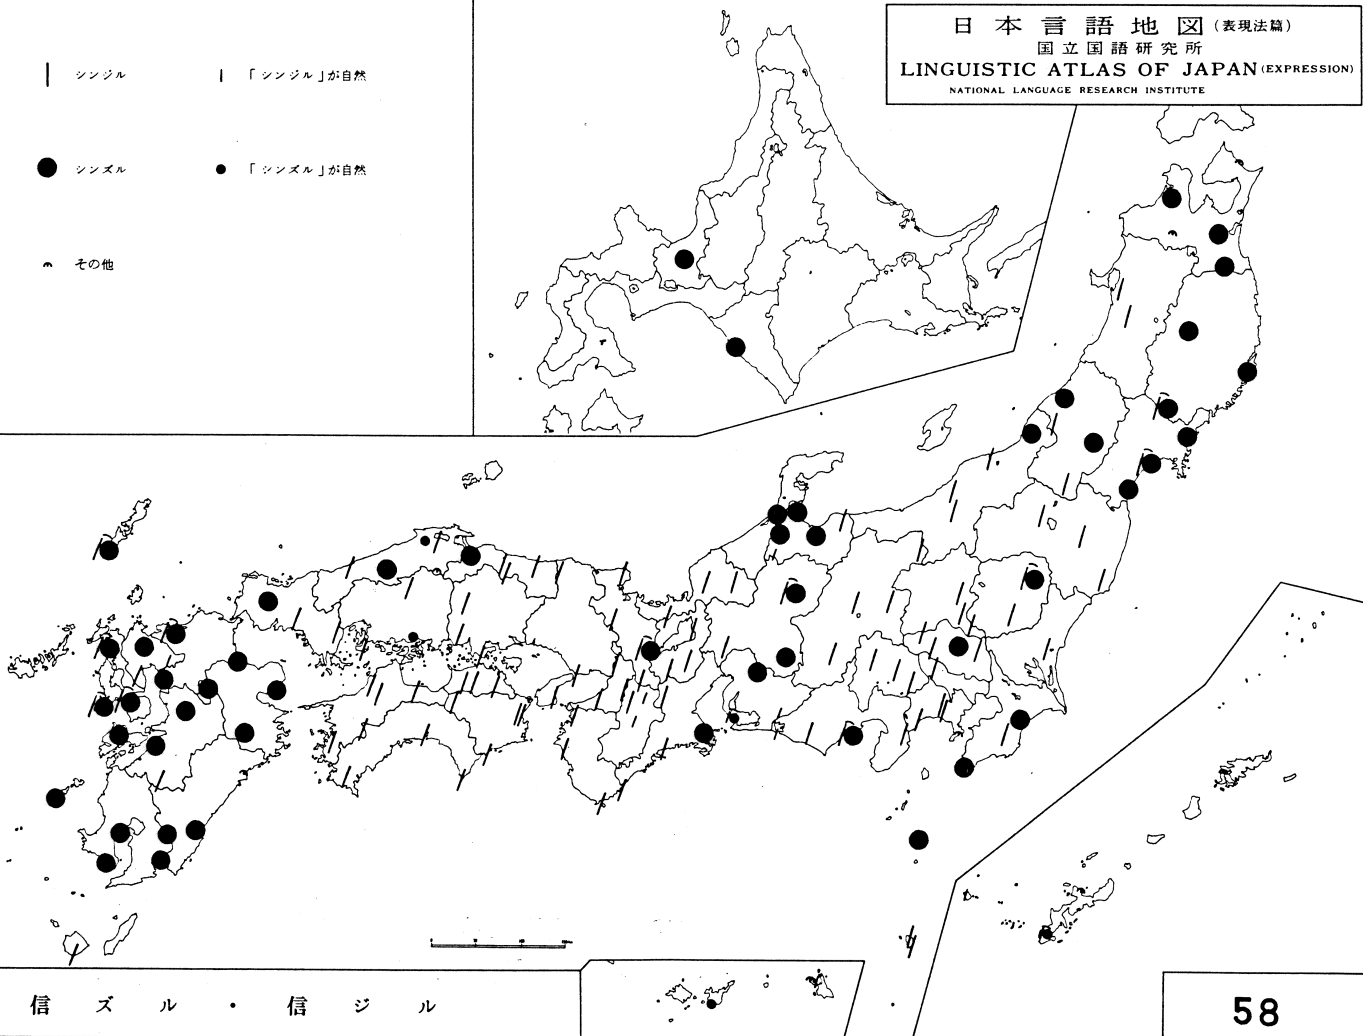 日本言語地図(表現法篇)
国立国語研究所
LINGUISTIC ATLAS OF JAPAN (EXPRESSION)
NATIONAL LANGUAGE RESEARCH INSTITUTE
シンジル
「シンジル」が自然
シンズル
「シンズル」が自然
その他
信ズル・信ジル
58